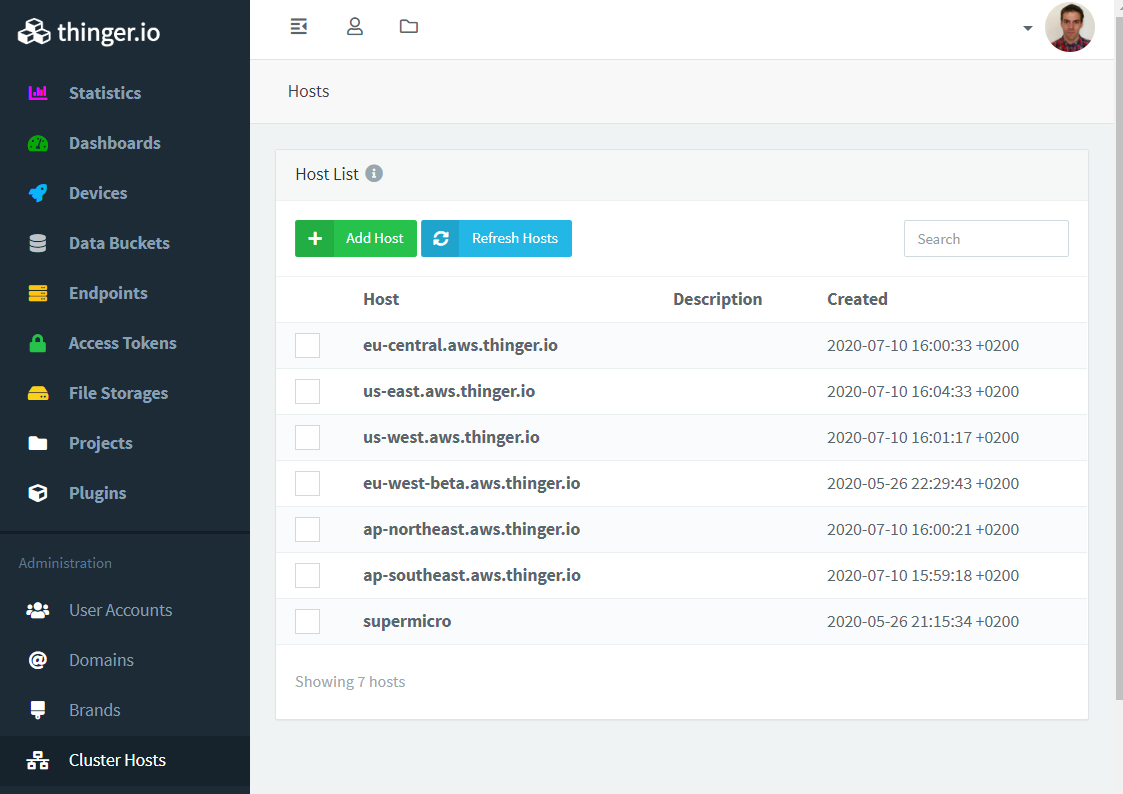 thinger.io
Statistics
Dashboards
Devices
Data Buckets
Endpoints
Access Tokens
File Storages
Projects
Plugins
Administration
User Accounts
Domains
Brands
Cluster Hosts
Hosts
Host List
Add Host Refresh Hosts Search
Host Description Created
eu-central.aws.thinger.io 2020-07-10 16:00:33 +0200
us-east.aws.thinger.io 2020-07-10 16:04:33 +0200
us-west.aws.thinger.io 2020-07-10 16:01:17 +0200
eu-west-beta.aws.thinger.io 2020-05-26 22:29:43 +0200
ap-northeast.aws.thinger.io 2020-07-10 16:00:21 +0200
ap-southeast.aws.thinger.io 2020-07-10 15:59:18 +0200
supermicro 2020-05-26 21:15:34 +0200
Showing 7 hosts